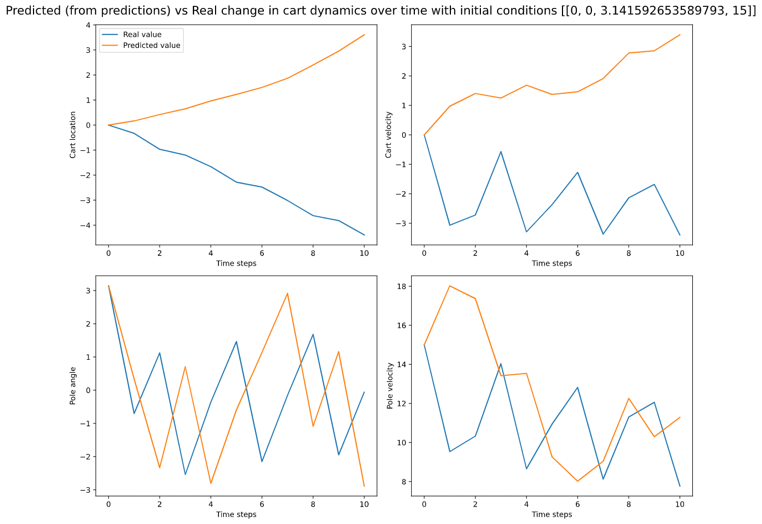 Predicted (from predictions) vs Real change in cart dynamics over time with initial conditions [[0, 0, 3.141592653589793, 15]]
Real value
Predicted value
Cart location
4
3
2
1
0
−1
−2
−3
−4
0 2 4 6 8 10
Time steps
Cart velocity
3
2
1
0
−1
−2
−3
0 2 4 6 8 10
Time steps
Pole angle
3
2
1
0
−1
−2
−3
0 2 4 6 8 10
Time steps
Pole velocity
18
16
14
12
10
8
0 2 4 6 8 10
Time steps